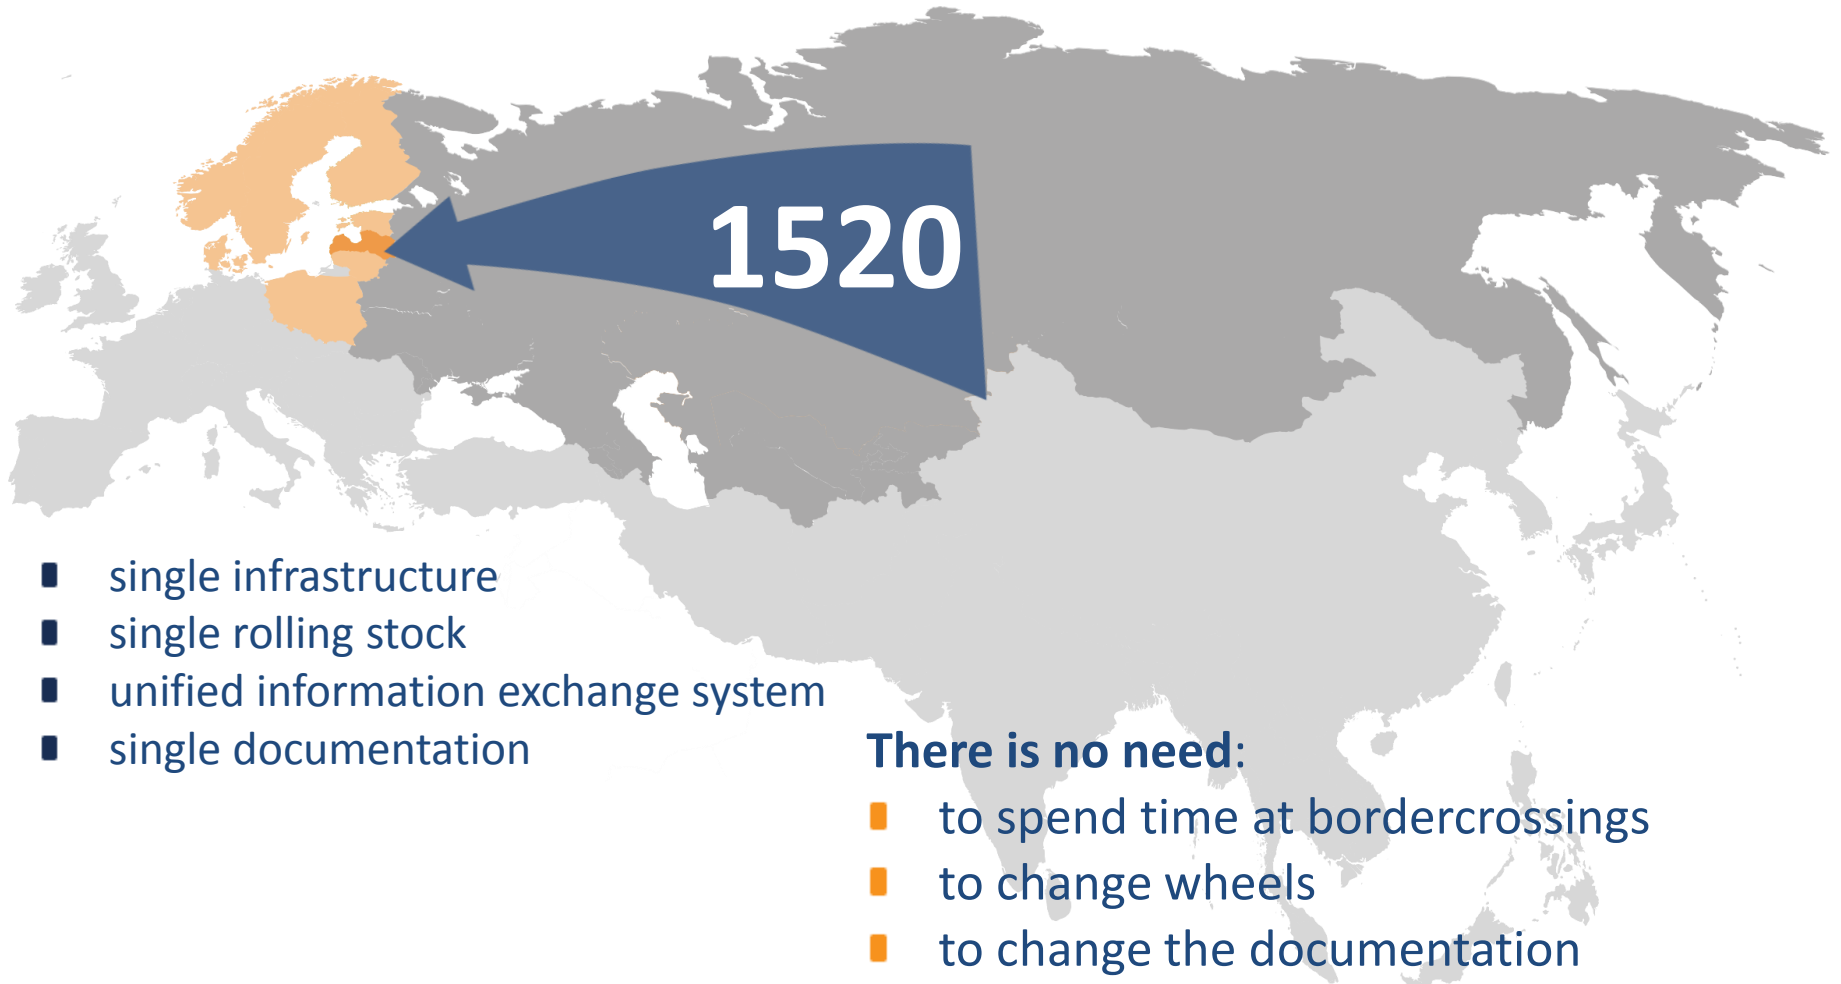 1520
single infrastructure
single rolling stock
unified information exchange system
single documentation
There is no need:
to spend time at bordercrossings
to change wheels
to change the documentation